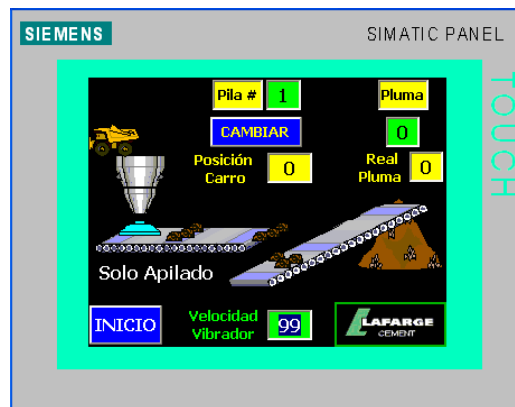 SIEMENS
SIMATIC PANEL
TOUCH
Pila #
1
Pluma
CAMBIAR
0
Posición
Carro
0
Real
Pluma
0
Solo Apilado
INICIO
Velocidad
Vibrador
99
LAFARGE
CEMENT